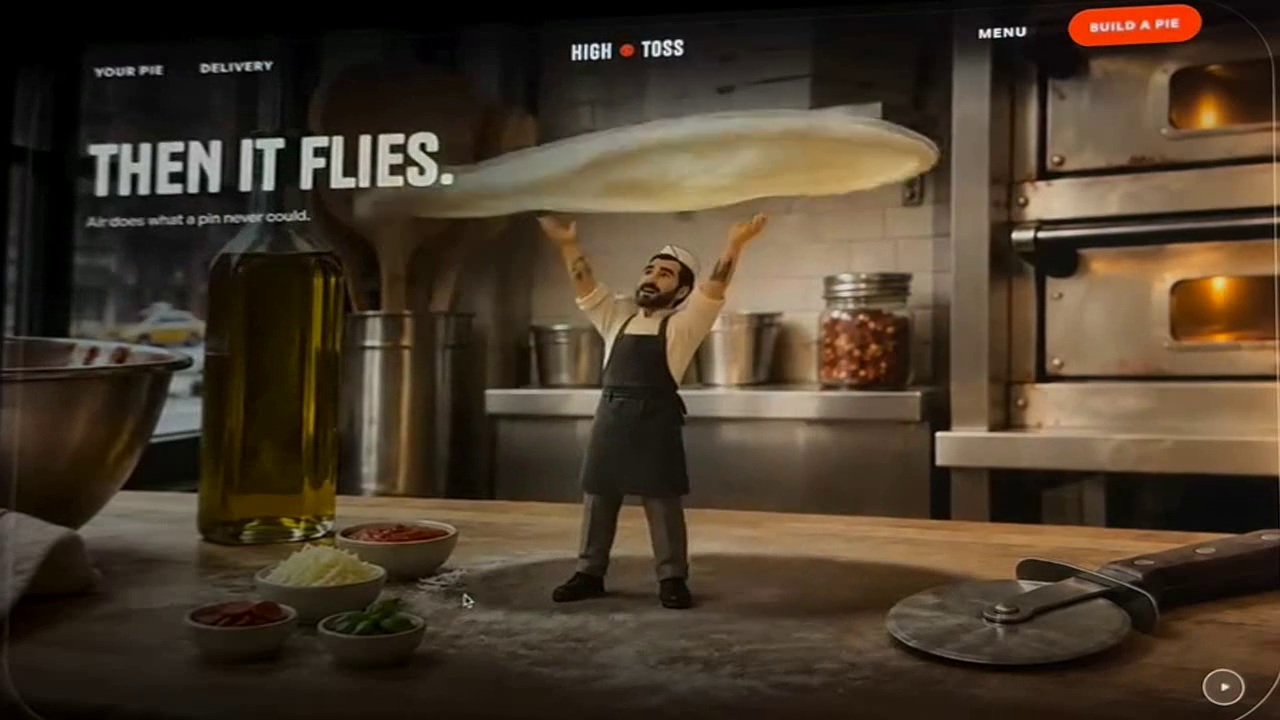 YOUR PIE
DELIVERY
HIGH TOSS
MENU
BUILD A PIE
THEN IT FLIES.
Air does what a pin never could.